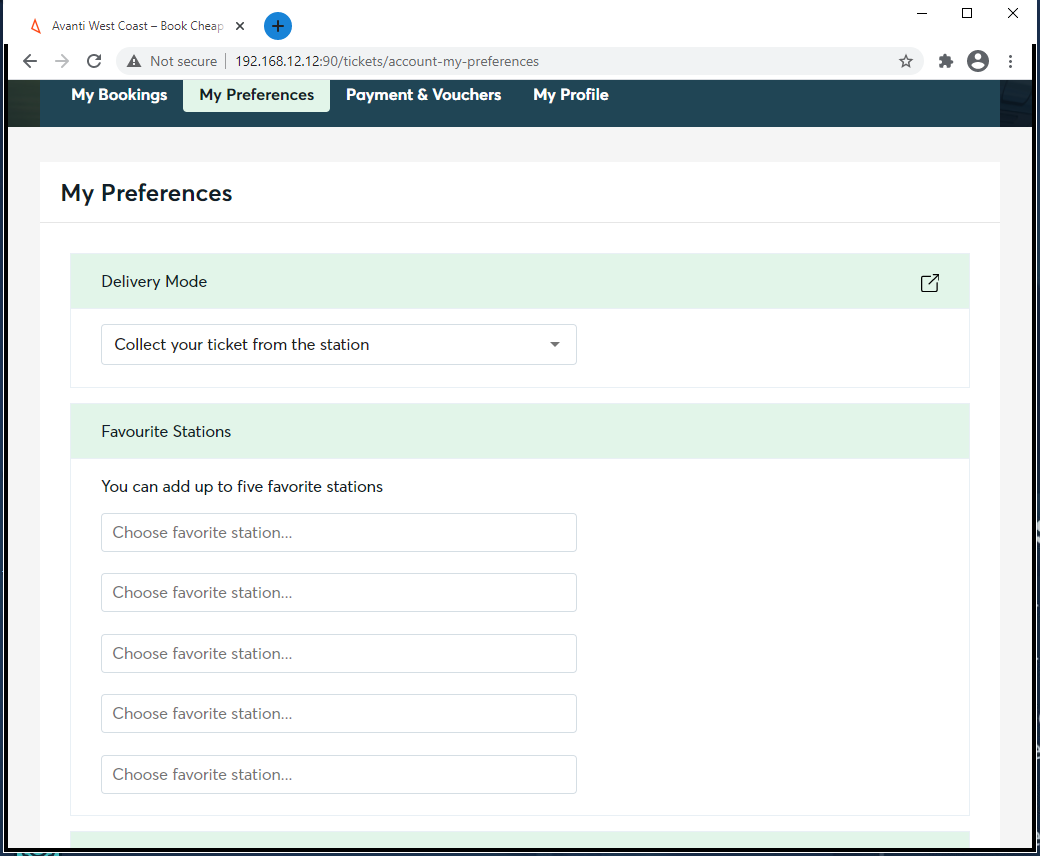 Avanti West Coast – Book Cheap
Not secure | 192.168.12.12:90/tickets/account-my-preferences
My Bookings My Preferences Payment & Vouchers My Profile
My Preferences
Delivery Mode
Collect your ticket from the station
Favourite Stations
You can add up to five favorite stations
Choose favorite station...
Choose favorite station...
Choose favorite station...
Choose favorite station...
Choose favorite station...